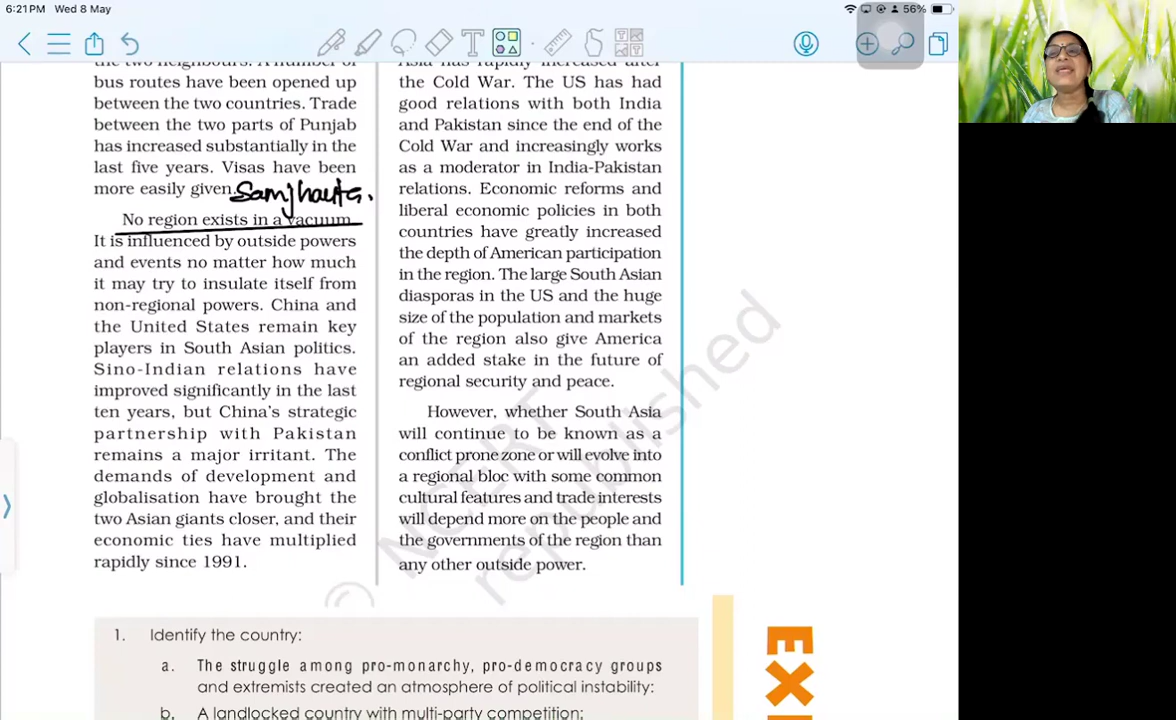 6:21 PM Wed 8 May
56%
the two neighbours. A number of
bus routes have been opened up
between the two countries. Trade
between the two parts of Punjab
has increased substantially in the
last five years. Visas have been
more easily given. Samjhauta.
No region exists in a vacuum.
It is influenced by outside powers
and events no matter how much
it may try to insulate itself from
non-regional powers. China and
the United States remain key
players in South Asian politics.
Sino-Indian relations have
improved significantly in the last
ten years, but China's strategic
partnership with Pakistan
remains a major irritant. The
demands of development and
globalisation have brought the
two Asian giants closer, and their
economic ties have multiplied
rapidly since 1991.
Asia has rapidly increased after
the Cold War. The US has had
good relations with both India
and Pakistan since the end of the
Cold War and increasingly works
as a moderator in India-Pakistan
relations. Economic reforms and
liberal economic policies in both
countries have greatly increased
the depth of American participation
in the region. The large South Asian
diasporas in the US and the huge
size of the population and markets
of the region also give America
an added stake in the future of
regional security and peace.
However, whether South Asia
will continue to be known as a
conflict prone zone or will evolve into
a regional bloc with some common
cultural features and trade interests
will depend more on the people and
the governments of the region than
any other outside power.
© NCERT
republished
1. Identify the country:
a. The struggle among pro-monarchy, pro-democracy groups
and extremists created an atmosphere of political instability:
b. A landlocked country with multi-party competition:
EX